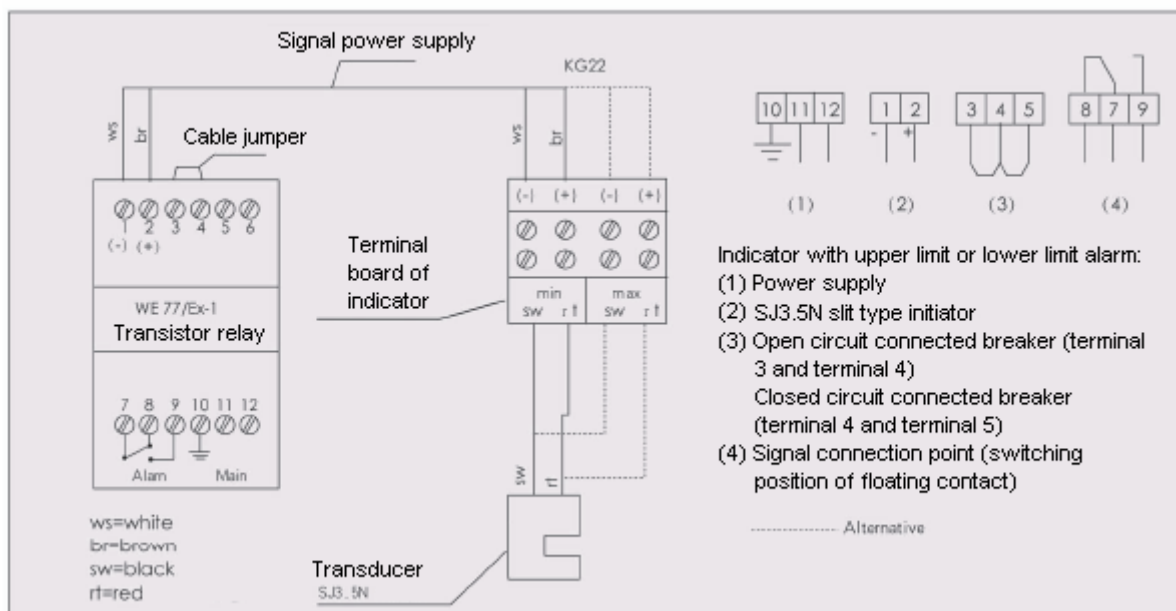 Signal power supply
KG22
ws
br
Cable jumper
ws
br
1 2 3 4 5 6
(-) (+)
WE 77/Ex-1
Transistor relay
7 8 9 10 11 12
Alam Main
ws=white
br=brown
sw=black
rt=red
(-) (+) (-) (+)
Terminal
board of
indicator
min max
sw rt sw rt
sw
rt
Transducer
SJ3.5N
10 11 12
1 2
- +
3 4 5
8 7 9
(1) (2) (3) (4)
Indicator with upper limit or lower limit alarm:
(1) Power supply
(2) SJ3.5N slit type initiator
(3) Open circuit connected breaker (terminal
3 and terminal 4)
Closed circuit connected breaker
(terminal 4 and terminal 5)
(4) Signal connection point (switching
position of floating contact)
Alternative